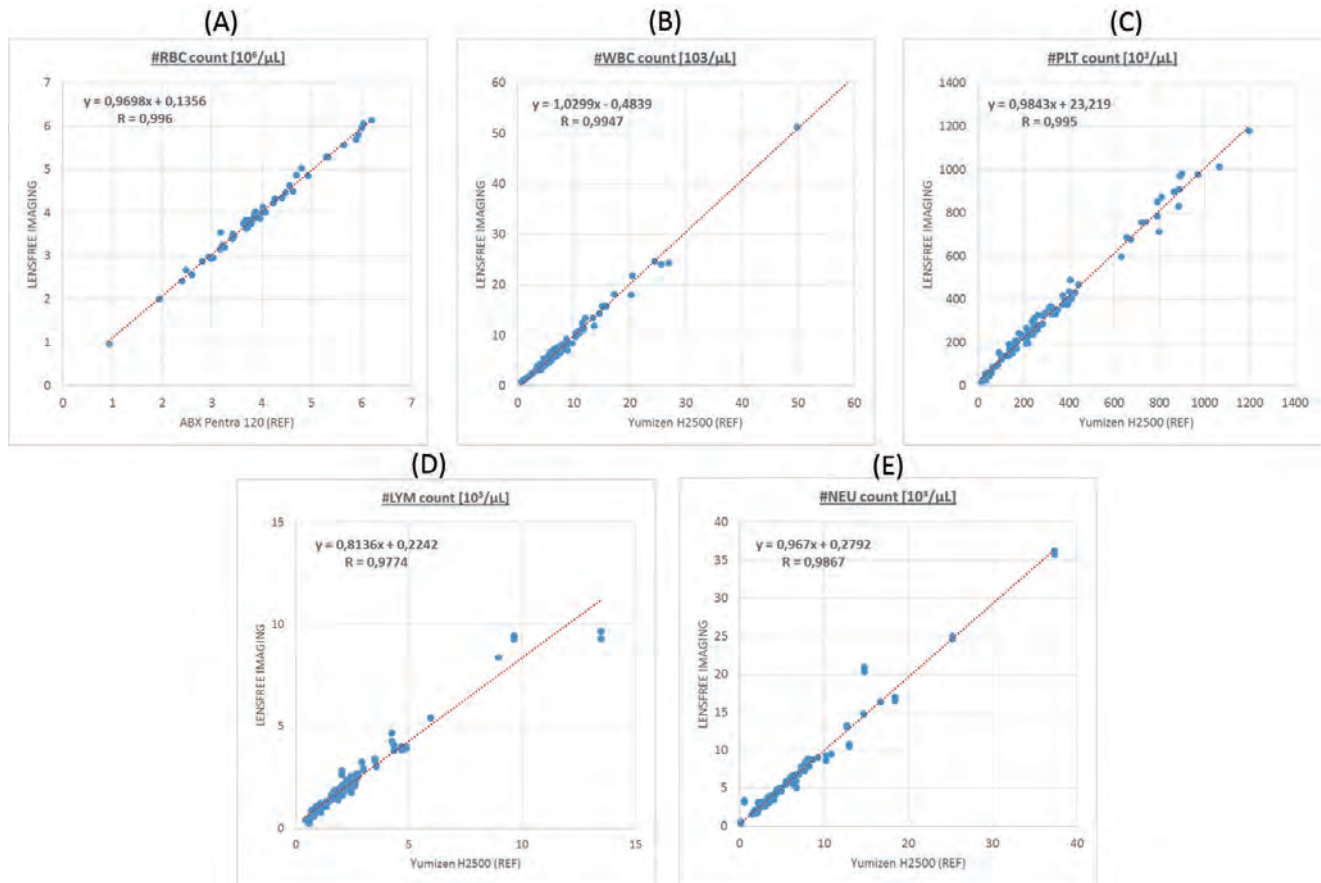 (A)
#RBC count [10⁶/µL]
y = 0,9698x + 0,1356
R = 0,996
LENSFREE IMAGING
7
6
5
4
3
2
1
0
0 1 2 3 4 5 6 7
ABX Pentra 120 (REF)
(B)
#WBC count [103/µL]
y = 1,0299x - 0,4839
R = 0,9947
LENSFREE IMAGING
60
50
40
30
20
10
0
0 10 20 30 40 50 60
Yumizen H2500 (REF)
(C)
#PLT count [10³/µL]
y = 0,9843x + 23,219
R = 0,995
LENSFREE IMAGING
1400
1200
1000
800
600
400
200
0
0 200 400 600 800 1000 1200 1400
Yumizen H2500 (REF)
(D)
#LYM count [10³/µL]
y = 0,8136x + 0,2242
R = 0,9774
LENSFREE IMAGING
15
10
5
0
0 5 10 15
Yumizen H2500 (REF)
(E)
#NEU count [10³/µL]
y = 0,967x + 0,2792
R = 0,9867
LENSFREE IMAGING
40
35
30
25
20
15
10
5
0
0 10 20 30 40
Yumizen H2500 (REF)